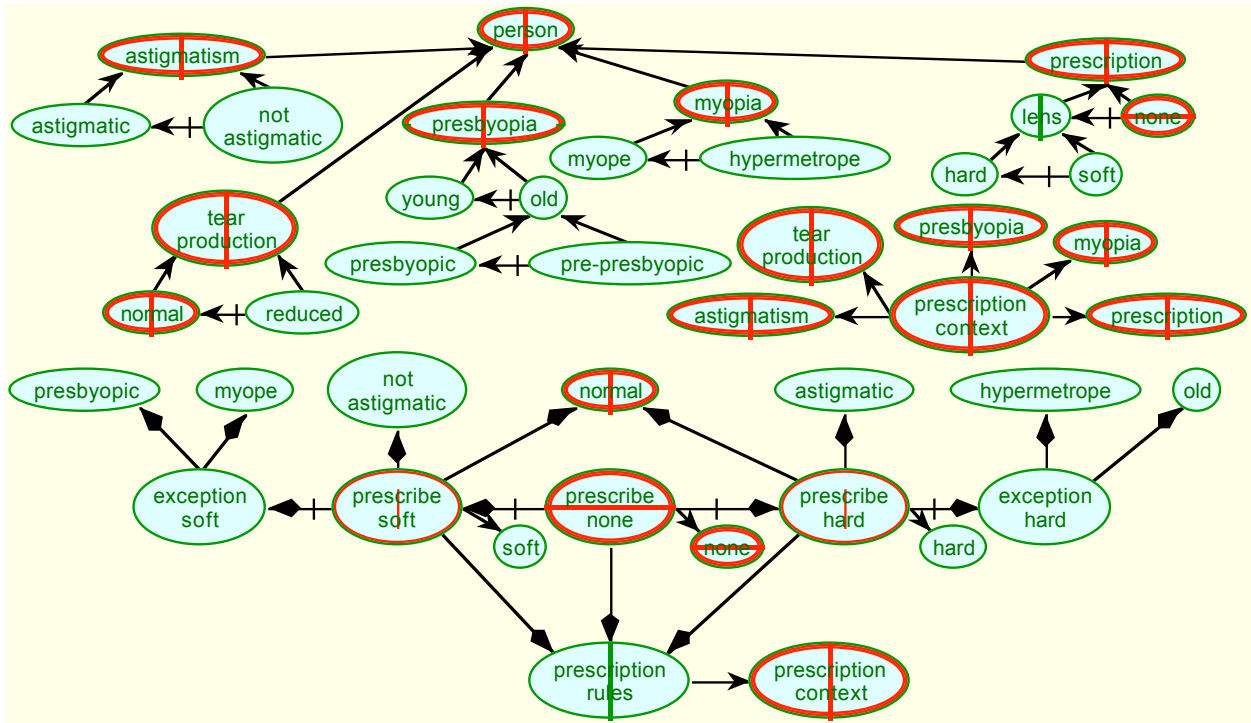 person
astigmatism
prescription
astigmatic
not
astigmatic
presbyopia
myopia
lens
none
myope
hypermetrope
hard
soft
young
old
tear
production
presbyopic
pre-prespyopic
normal
reduced
tear
production
presbyopia
myopia
astigmatism
prescription
context
prescription
presbyopic
myope
not
astigmatic
normal
astigmatic
hypermetrope
old
exception
soft
prescribe
soft
prescribe
none
prescribe
hard
exception
hard
soft
none
hard
prescription
rules
prescription
context